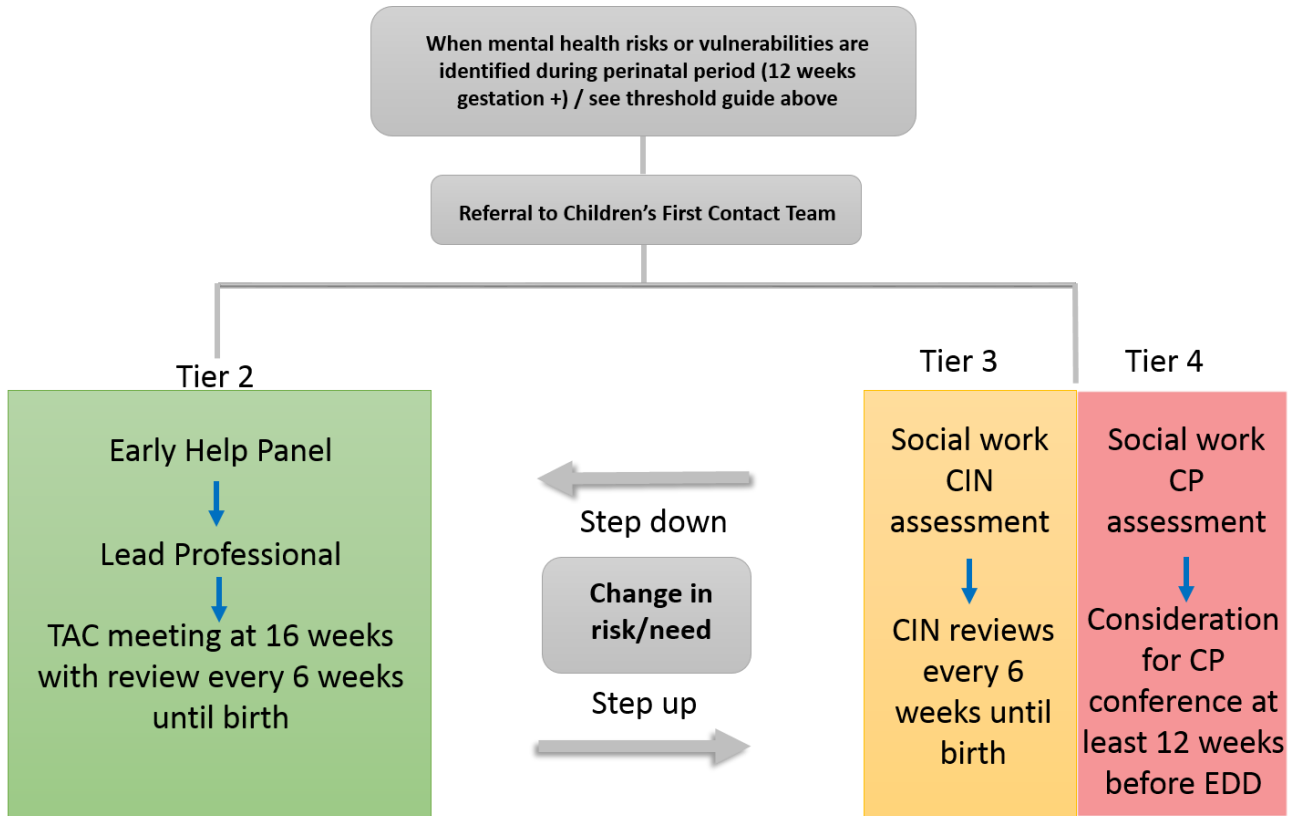 When mental health risks or vulnerabilities are
identified during perinatal period (12 weeks
gestation +) / see threshold guide above
Referral to Children’s First Contact Team
Tier 2
Early Help Panel
Lead Professional
TAC meeting at 16 weeks
with review every 6 weeks
until birth
Step down
Change in
risk/need
Step up
Tier 3
Social work
CIN
assessment
CIN reviews
every 6
weeks until
birth
Tier 4
Social work
CP
assessment
Consideration
for CP
conference at
least 12 weeks
before EDD